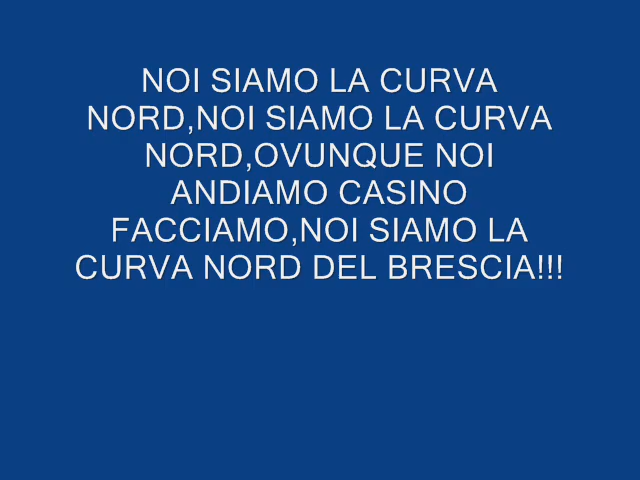 NOI SIAMO LA CURVA
NORD,NOI SIAMO LA CURVA
NORD,OVUNQUE NOI
ANDIAMO CASINO
FACCIAMO,NOI SIAMO LA
CURVA NORD DEL BRESCIA!!!